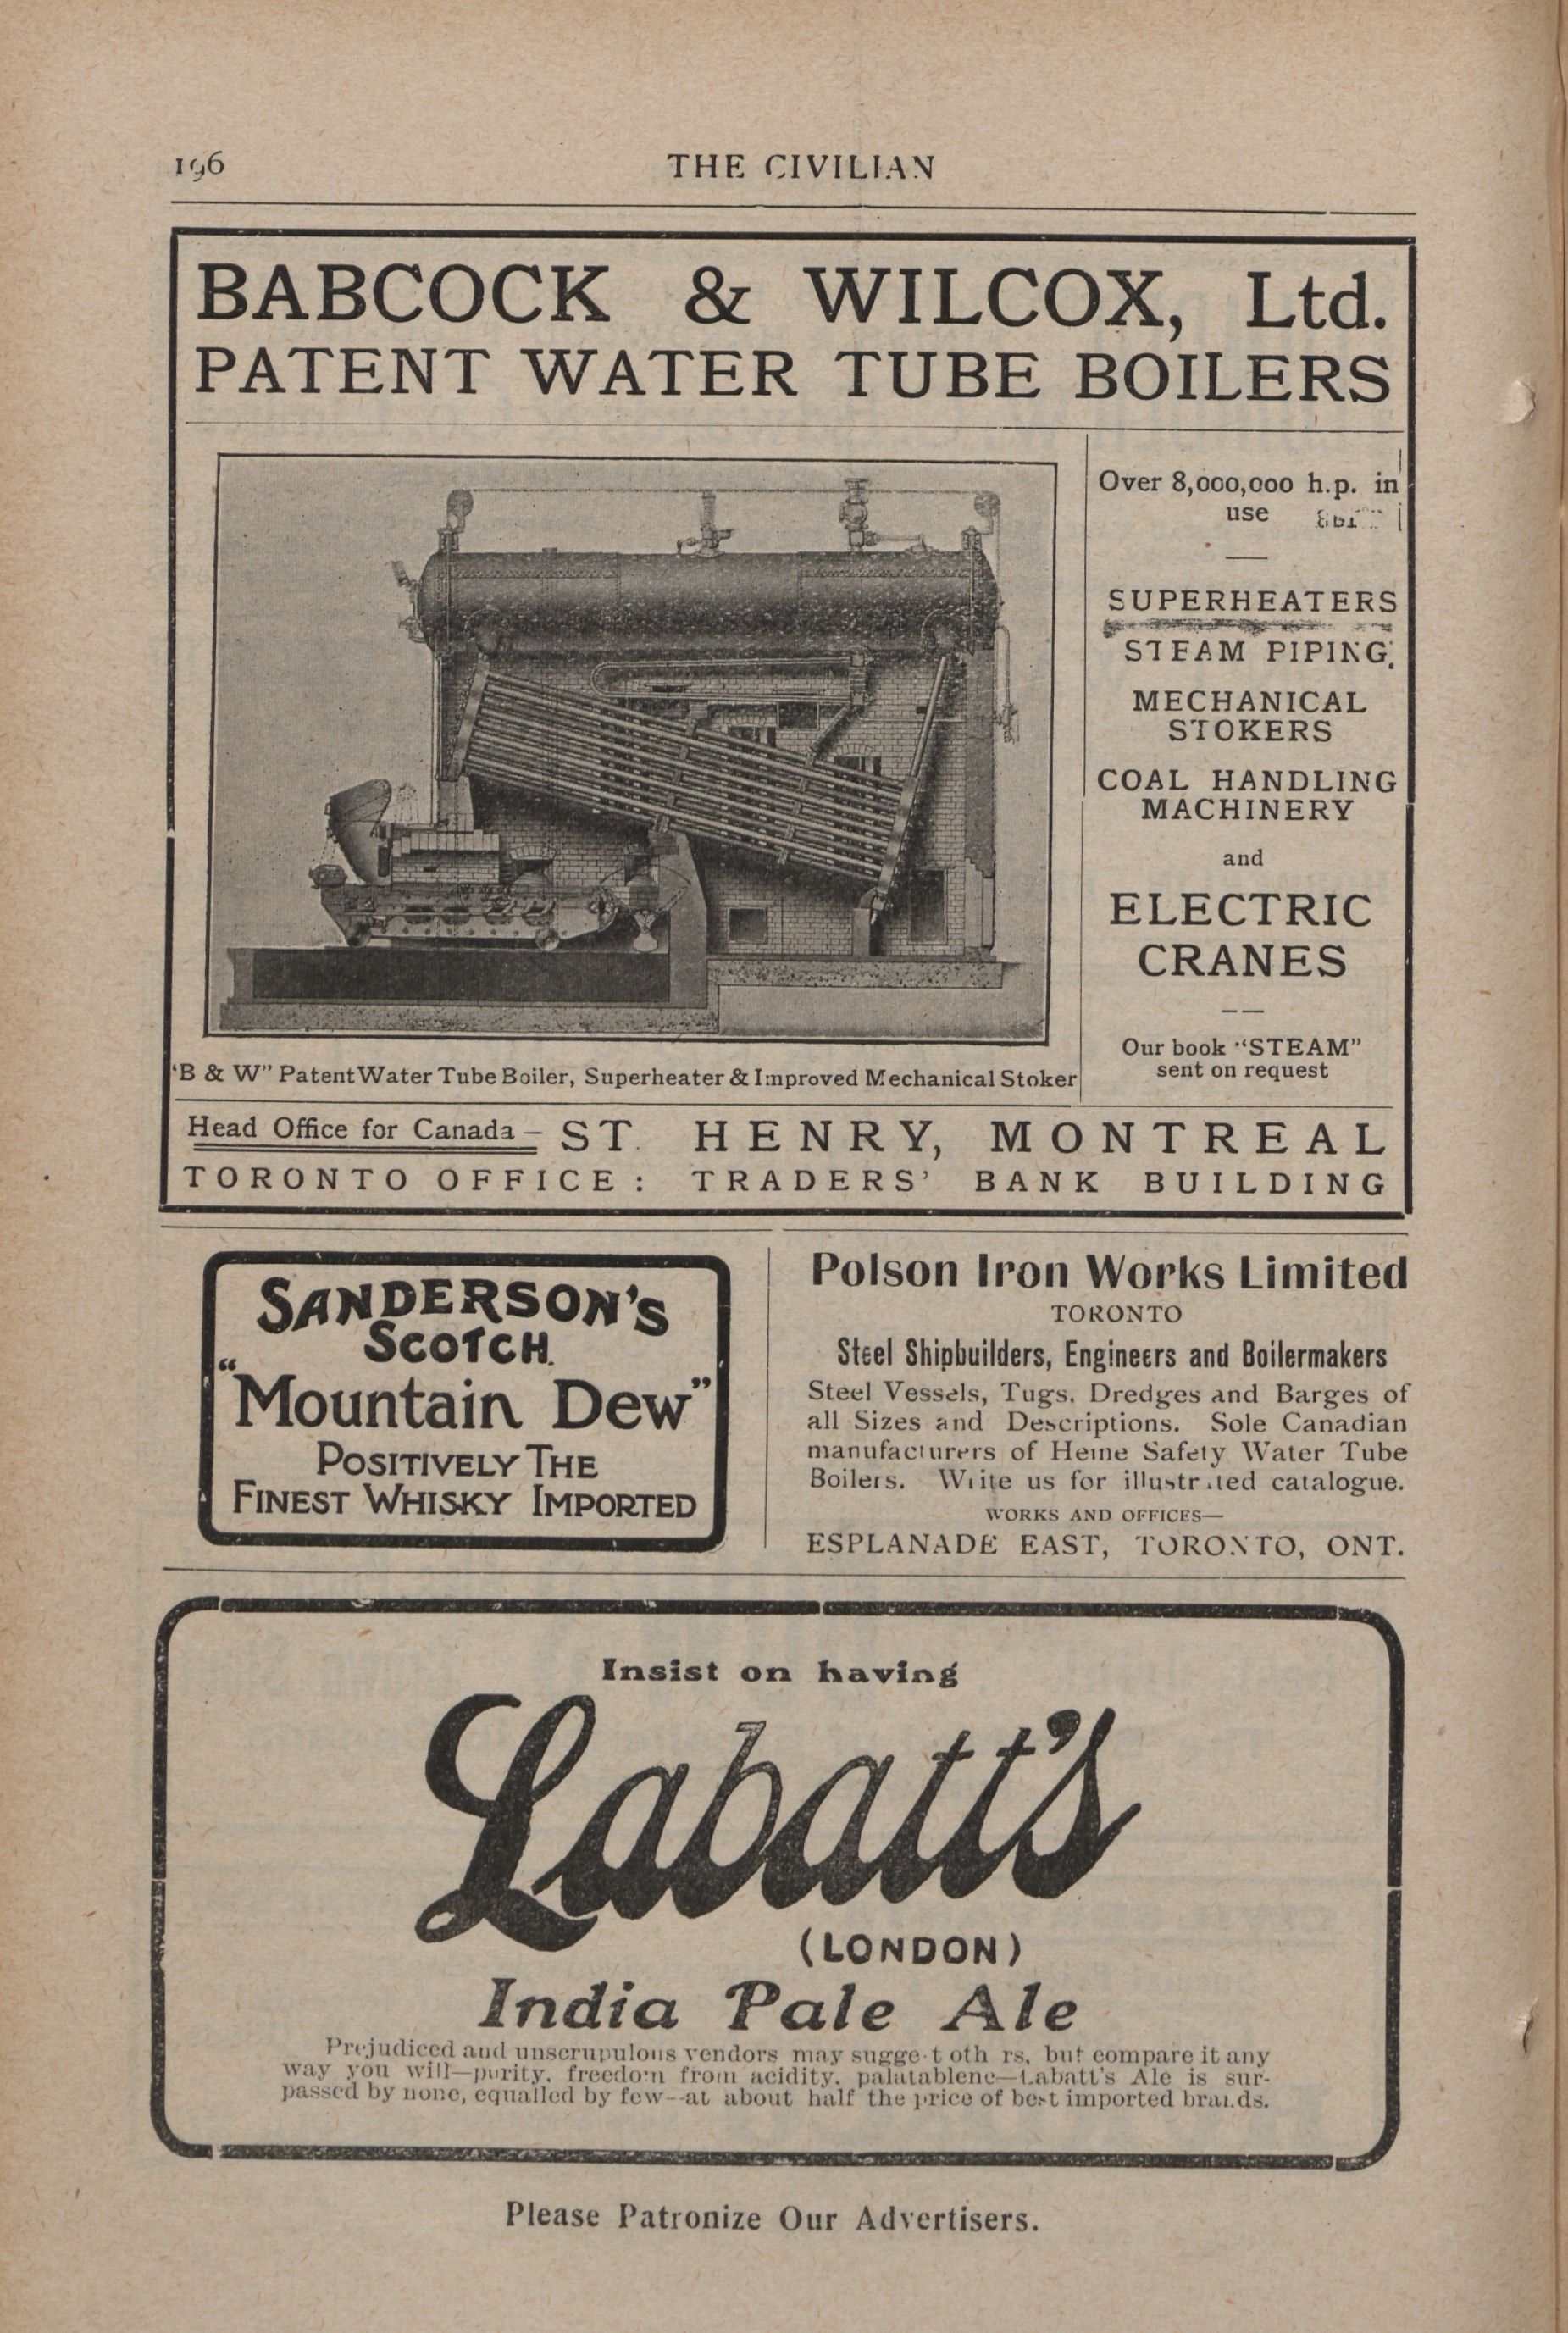 196
THE CIVILIAN
BABCOCK & WILCOX, Ltd.
PATENT WATER TUBE BOILERS
Over 8,000,000 h.p. in
use
SUPERHEATERS
STEAM PIPING
MECHANICAL
STOKERS
COAL HANDLING
MACHINERY
and
ELECTRIC
CRANES
Our book "STEAM"
sent on request
'B & W" Patent Water Tube Boiler, Superheater & Improved Mechanical Stoker
Head Office for Canada – ST. HENRY, MONTREAL
TORONTO OFFICE: TRADERS' BANK BUILDING
SANDERSON'S
SCOTCH
"Mountain Dew"
POSITIVELY THE
FINEST WHISKY IMPORTED
Polson Iron Works Limited
TORONTO
Steel Shipbuilders, Engineers and Boilermakers
Steel Vessels, Tugs, Dredges and Barges of
all Sizes and Descriptions. Sole Canadian
manufacturers of Heine Safety Water Tube
Boilers. Write us for illustrated catalogue.
WORKS AND OFFICES—
ESPLANADE EAST, TORONTO, ONT.
Insist on having
Labatt's
(LONDON)
India Pale Ale
Prejudiced and unscrupulous vendors may sugge t oth rs, but compare it any
way you will—purity, freedom from acidity, palatablene—Labatt's Ale is sur-
passed by none, equalled by few--at about half the price of best imported brands.
Please Patronize Our Advertisers.